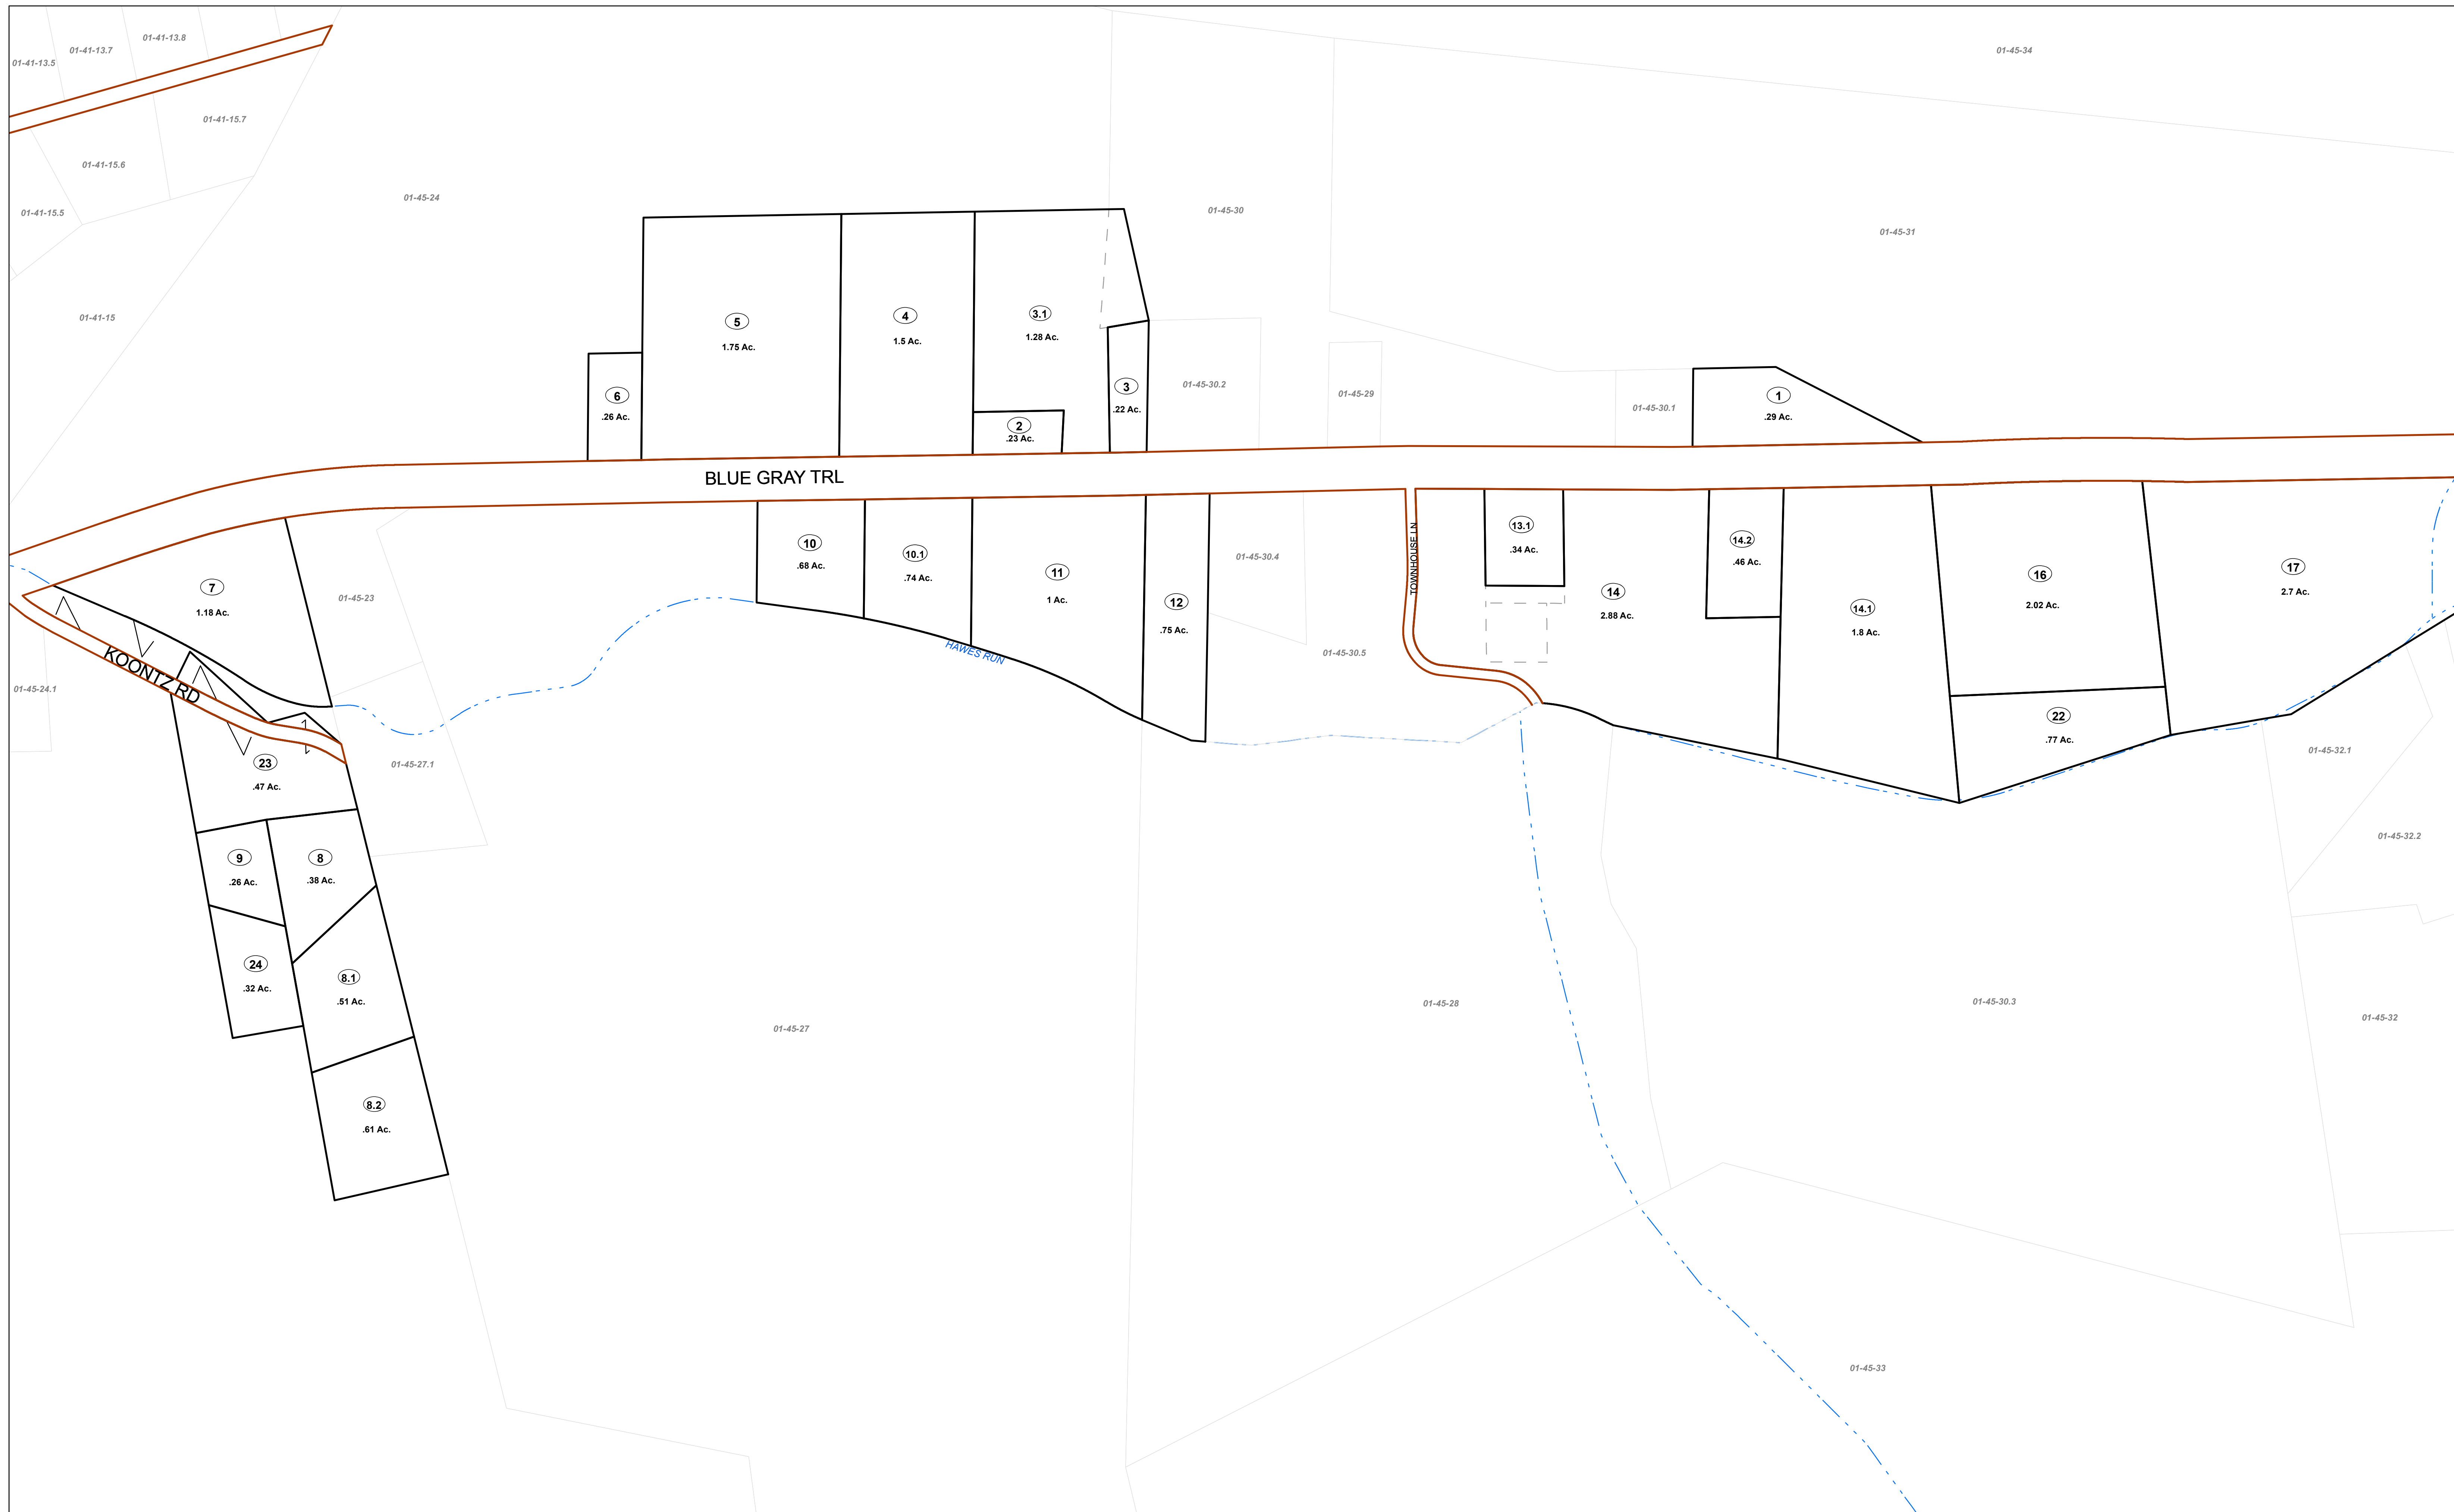 01-45-34
01-41-13.8
01-41-13.7
01-41-13.5
01-41-15.7
01-41-15.6
01-45-24
01-45-30
01-41-15.5
01-45-31
01-41-15
3.1
1.28 Ac.
4
1.5 Ac.
5
1.75 Ac.
6
.26 Ac.
2
.23 Ac.
3
.22 Ac.
01-45-30.2
01-45-29
01-45-30.1
1
.29 Ac.
BLUE GRAY TRL
7
1.18 Ac.
01-45-23
10
.68 Ac.
10.1
.74 Ac.
11
1 Ac.
12
.75 Ac.
01-45-30.4
01-45-30.5
TOWNHOUSE LN
13.1
.34 Ac.
14
2.88 Ac.
14.2
.46 Ac.
14.1
1.8 Ac.
16
2.02 Ac.
17
2.7 Ac.
HAWES RUN
KOONTZ RD
01-45-24.1
22
.77 Ac.
01-45-32.1
23
.47 Ac.
01-45-27.1
01-45-32.2
9
.26 Ac.
8
.38 Ac.
24
.32 Ac.
8.1
.51 Ac.
01-45-27
01-45-28
01-45-30.3
01-45-32
8.2
.61 Ac.
01-45-33